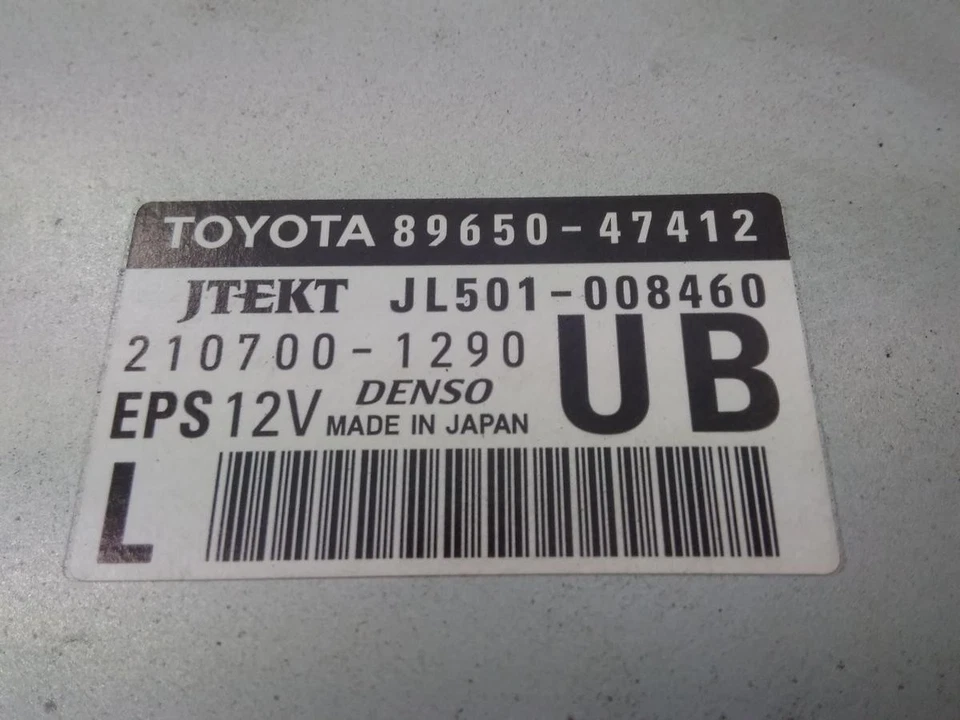 TOYOTA 89650-47412
JTEKT JL501-008460
210700-1290
UB
EPS 12V DENSO
MADE IN JAPAN
L